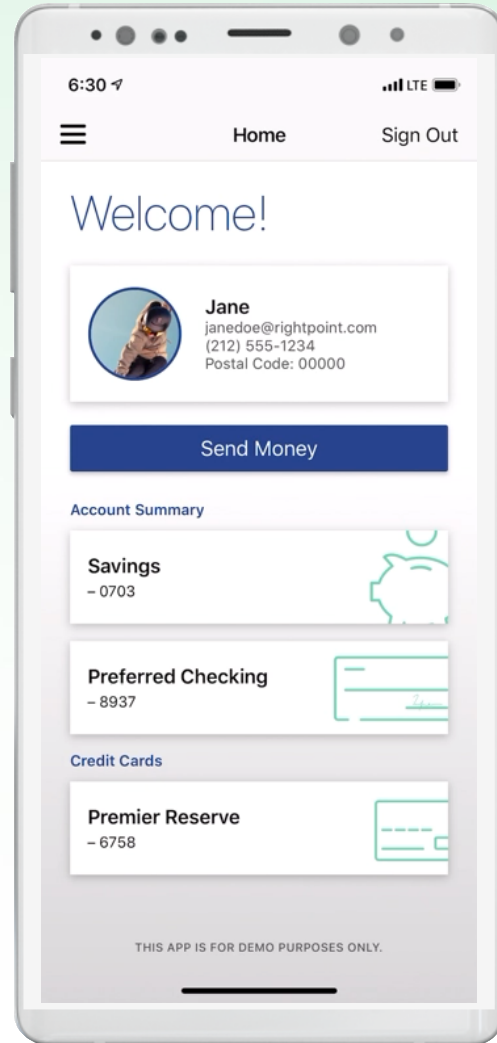 6:30
LTE
Home
Sign Out
Welcome!
Jane
janedoe@rightpoint.com
(212) 555-1234
Postal Code: 00000
Send Money
Account Summary
Savings
– 0703
Preferred Checking
– 8937
Credit Cards
Premier Reserve
– 6758
THIS APP IS FOR DEMO PURPOSES ONLY.